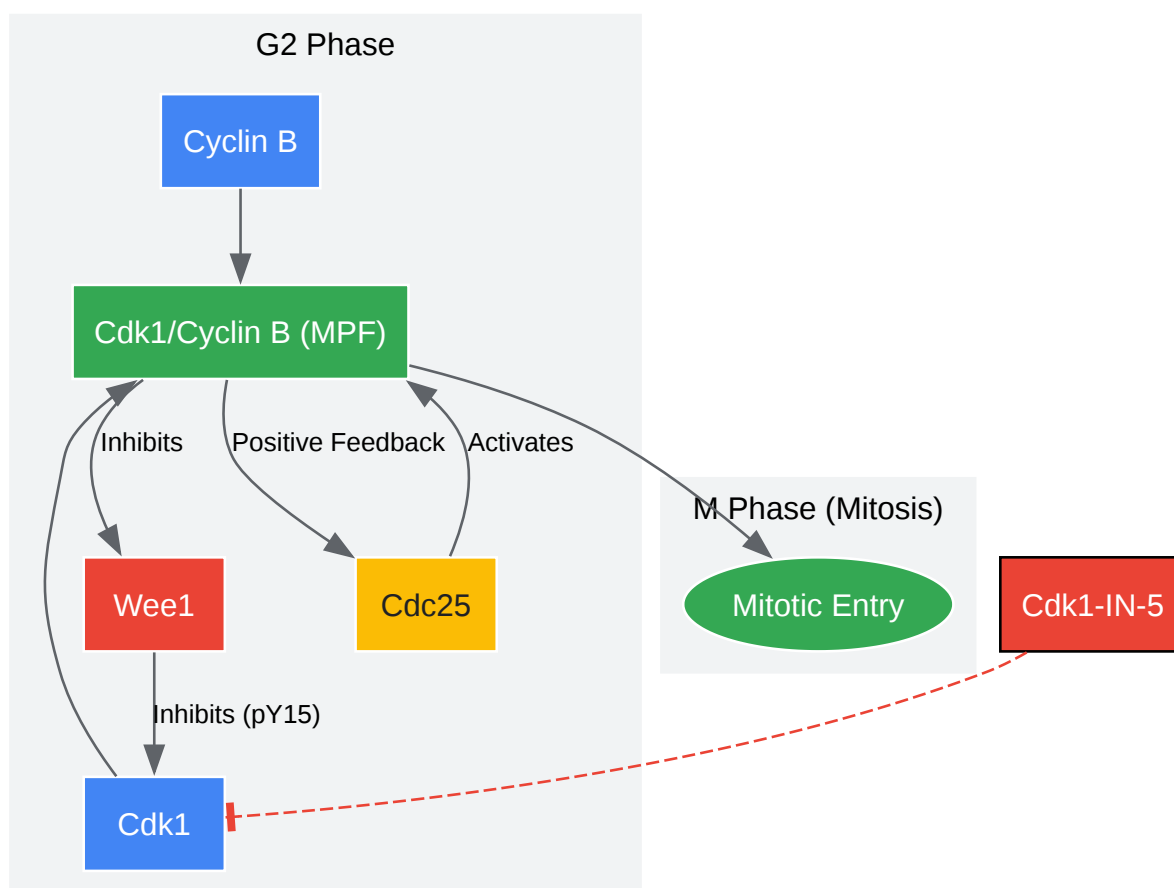 G2 Phase
Cyclin B
Cdk1/Cyclin B (MPF)
Inhibits
Positive Feedback
Activates
M Phase (Mitosis)
Wee1
Cdc25
Mitotic Entry
Cdk1-IN-5
Inhibits (pY15)
Cdk1